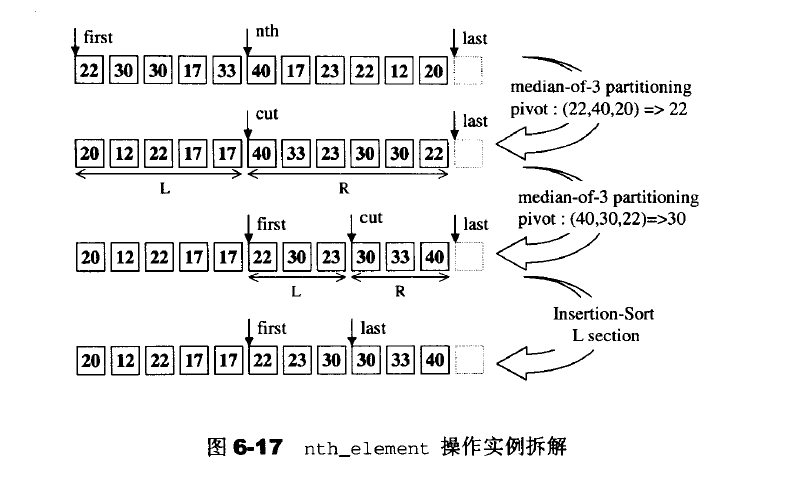 first nth last
22 30 30 17 33 40 17 23 22 12 20
median-of-3 partitioning
pivot : (22,40,20) => 22
cut last
20 12 22 17 17 40 33 23 30 30 22
L R
median-of-3 partitioning
pivot : (40,30,22)=>30
first cut last
20 12 22 17 17 22 30 23 30 33 40
L R
Insertion-Sort
L section
first last
20 12 22 17 17 22 23 30 30 33 40
图 6-17 nth_element 操作实例拆解